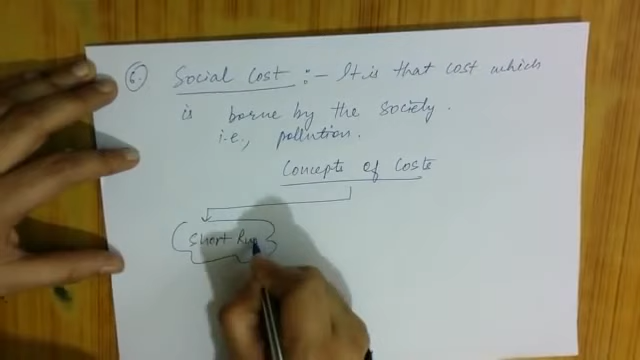 6. Social Cost :- It is that cost which
is borne by the society.
i.e., pollution.
Concepts of Costs
Short Run